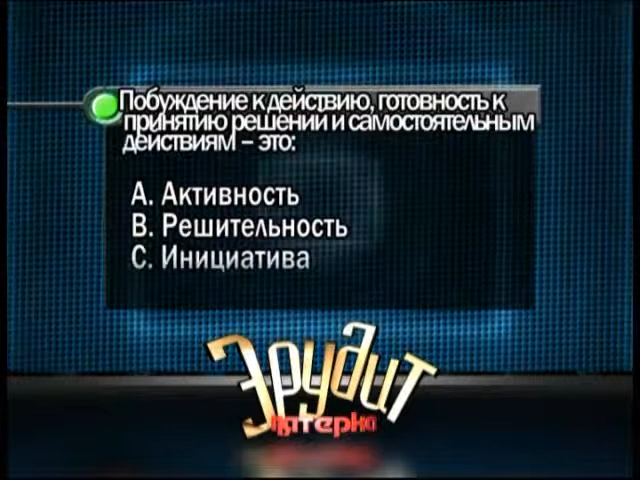 Побуждение к действию, готовность к
принятию решений и самостоятельным
действиям – это:
А. Активность
В. Решительность
С. Инициатива
Эрудит
пятерка